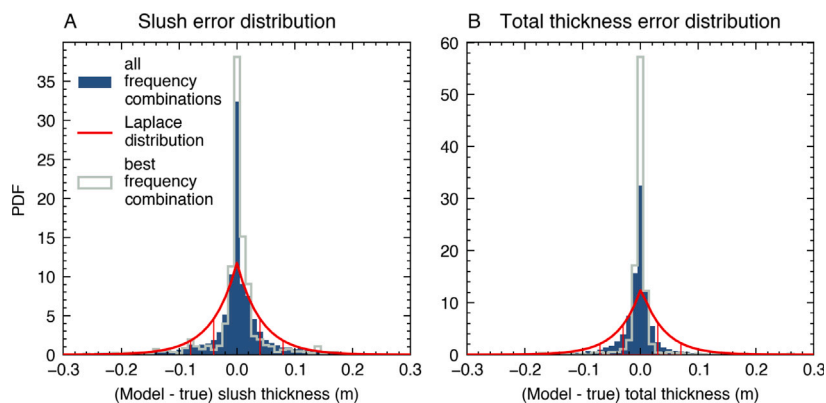 A Slush error distribution
40
35
30
25
20
15
10
5
0
PDF
all
frequency
combinations
Laplace
distribution
best
frequency
combination
−0.3 −0.2 −0.1 0.0 0.1 0.2 0.3
(Model - true) slush thickness (m)
B Total thickness error distribution
60
50
40
30
20
10
0
−0.3 −0.2 −0.1 0.0 0.1 0.2 0.3
(Model - true) total thickness (m)